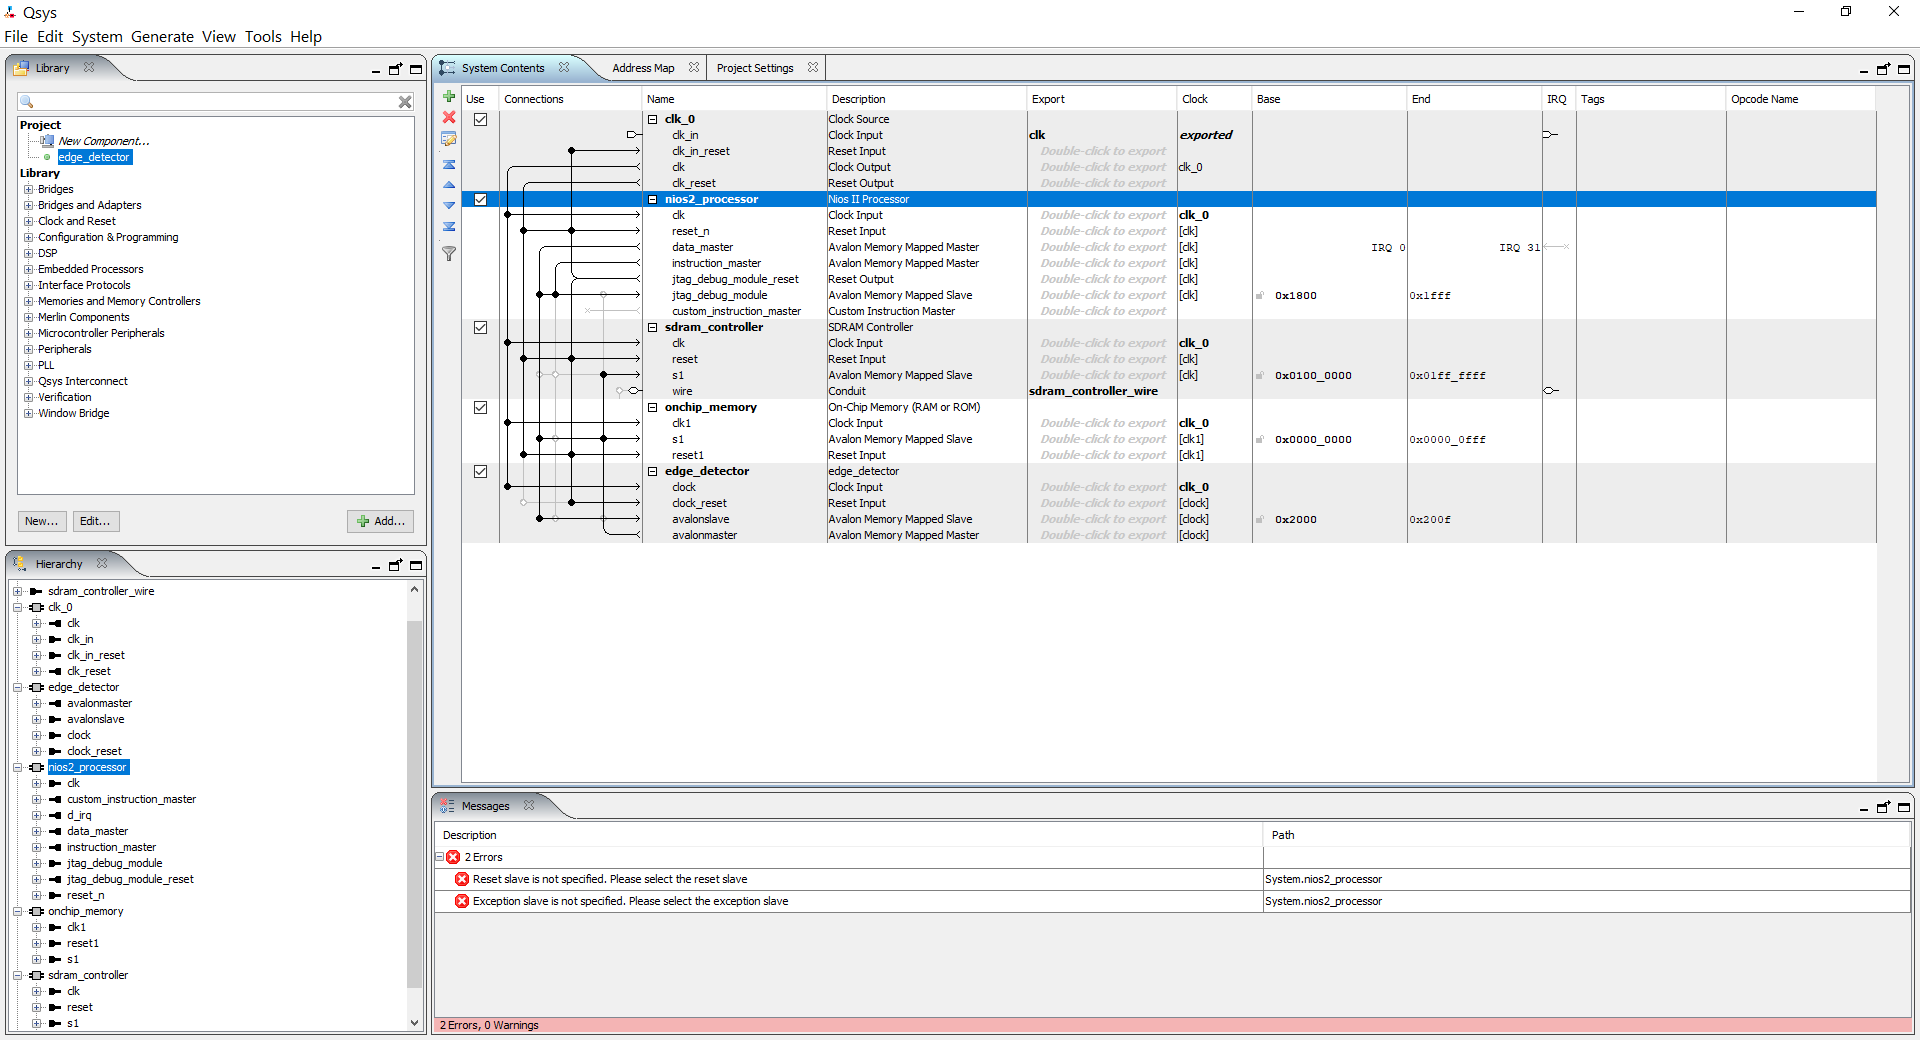 Qsys
File Edit System Generate View Tools Help
Library
Project
New Component...
edge_detector
Library
Bridges
Bridges and Adapters
Clock and Reset
Configuration & Programming
DSP
Embedded Processors
Interface Protocols
Memories and Memory Controllers
Merlin Components
Microcontroller Peripherals
Peripherals
PLL
Qsys Interconnect
Verification
Window Bridge
New... Edit... Add...
Hierarchy
sdram_controller_wire
clk_0
clk
clk_in
clk_in_reset
clk_reset
edge_detector
avalonmaster
avalonslave
clock
clock_reset
nios2_processor
clk
custom_instruction_master
d_irq
data_master
instruction_master
jtag_debug_module
jtag_debug_module_reset
reset_n
onchip_memory
clk1
reset1
s1
sdram_controller
clk
reset
s1
System Contents Address Map Project Settings
Use Connections Name Description Export Clock Base End IRQ Tags Opcode Name
clk_0 Clock Source
clk_in Clock Input clk exported
clk_in_reset Reset Input Double-click to export
clk Clock Output Double-click to export clk_0
clk_reset Reset Output Double-click to export
nios2_processor Nios II Processor
clk Clock Input Double-click to export clk_0
reset_n Reset Input Double-click to export [clk]
data_master Avalon Memory Mapped Master Double-click to export [clk] IRQ 0 IRQ 31
instruction_master Avalon Memory Mapped Master Double-click to export [clk]
jtag_debug_module_reset Reset Output Double-click to export [clk]
jtag_debug_module Avalon Memory Mapped Slave Double-click to export [clk] 0x1800 0x1fff
custom_instruction_master Custom Instruction Master Double-click to export
sdram_controller SDRAM Controller
clk Clock Input Double-click to export clk_0
reset Reset Input Double-click to export [clk]
s1 Avalon Memory Mapped Slave Double-click to export [clk] 0x0100_0000 0x01ff_ffff
wire Conduit sdram_controller_wire
onchip_memory On-Chip Memory (RAM or ROM)
clk1 Clock Input Double-click to export clk_0
s1 Avalon Memory Mapped Slave Double-click to export [clk1] 0x0000_0000 0x0000_0fff
reset1 Reset Input Double-click to export [clk1]
edge_detector edge_detector
clock Clock Input Double-click to export clk_0
clock_reset Reset Input Double-click to export [clock]
avalonslave Avalon Memory Mapped Slave Double-click to export [clock] 0x2000 0x200f
avalonmaster Avalon Memory Mapped Master Double-click to export [clock]
Messages
Description Path
2 Errors
Reset slave is not specified. Please select the reset slave System.nios2_processor
Exception slave is not specified. Please select the exception slave System.nios2_processor
2 Errors, 0 Warnings